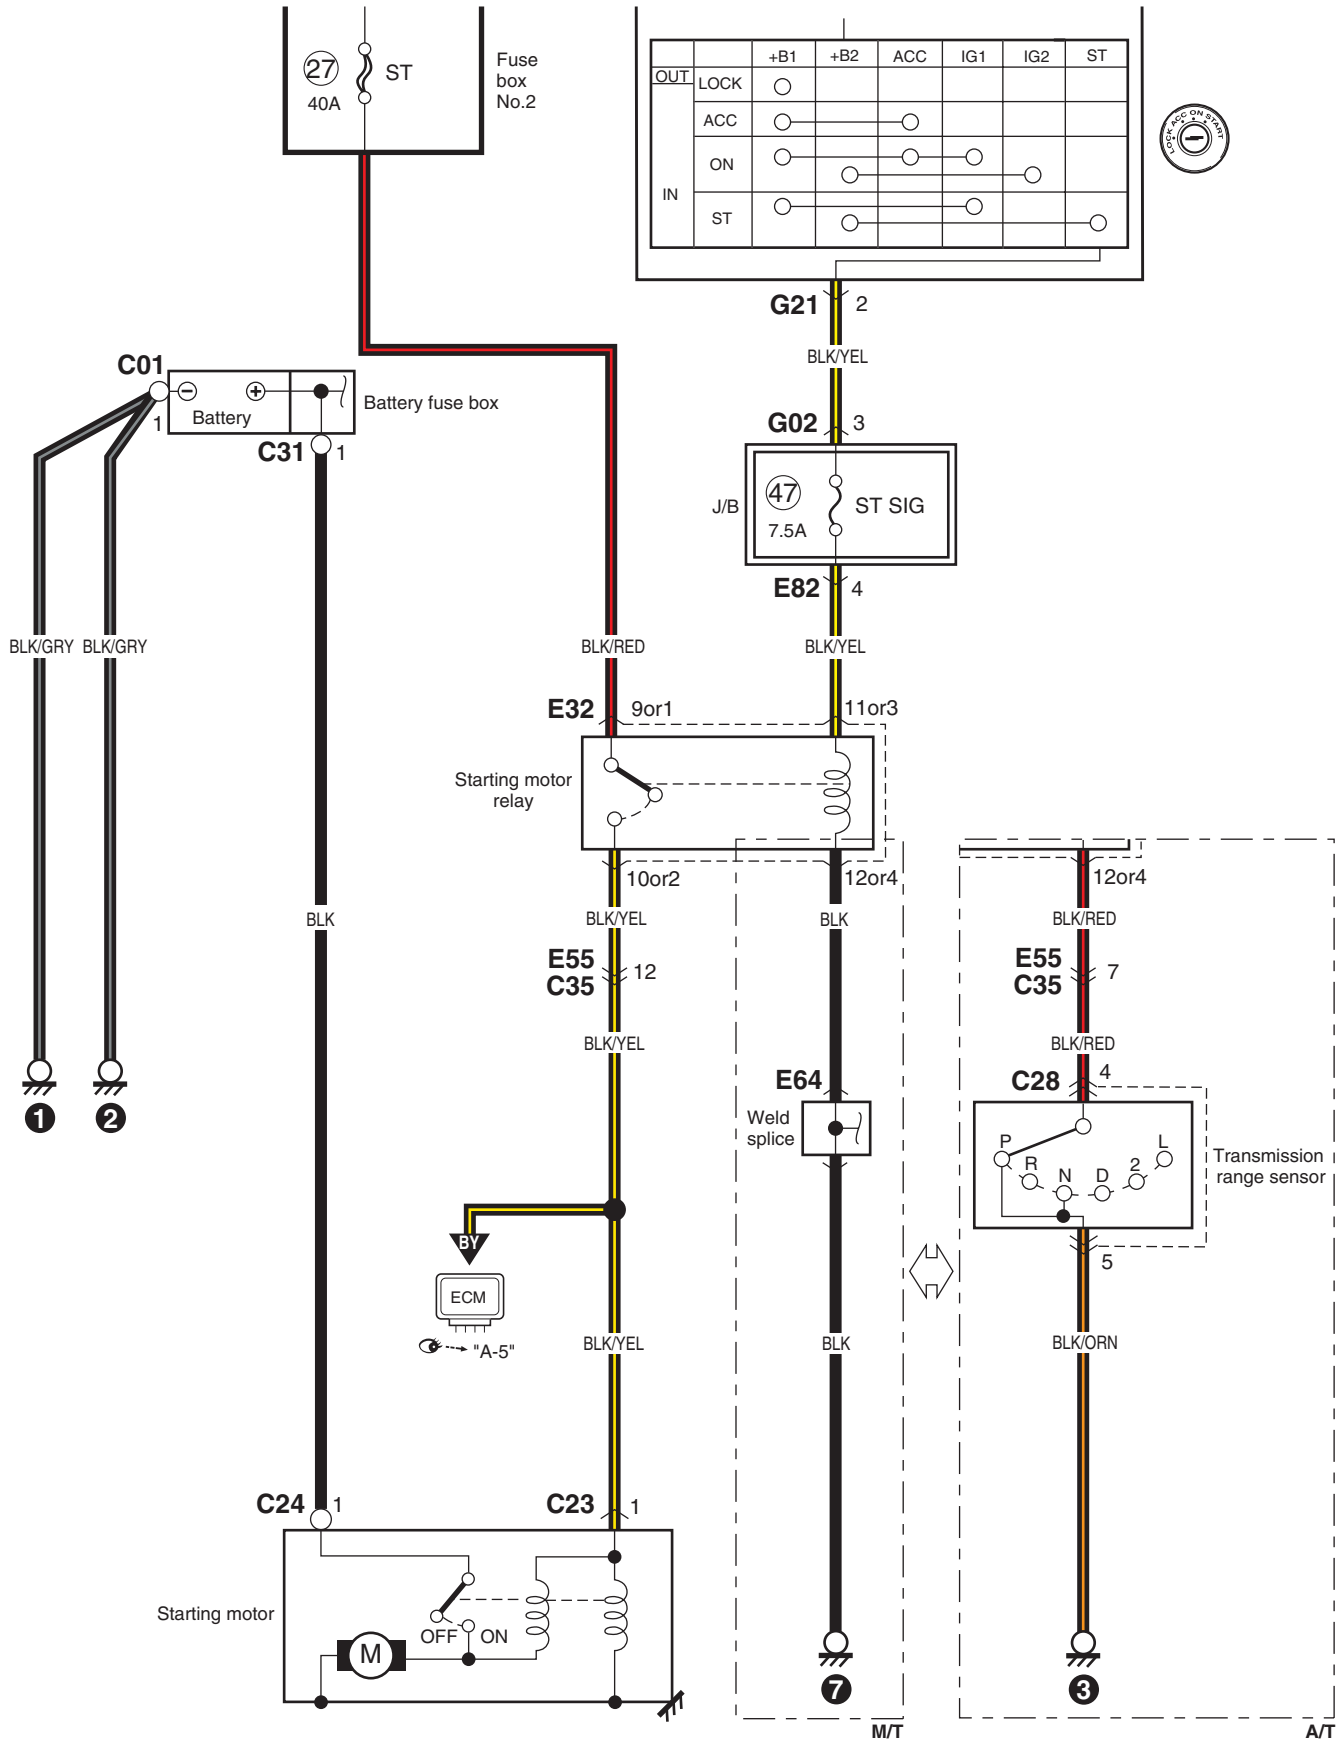 27
40A
ST
Fuse
box
No.2
+B1 +B2 ACC IG1 IG2 ST
OUT
LOCK
ACC
ON
IN
ST
LOCK ACC ON START
G21 2
BLK/YEL
C01
1
Battery
Battery fuse box
C31 1
G02 3
J/B
47
7.5A
ST SIG
E82 4
BLK/GRY BLK/GRY
BLK/RED
BLK/YEL
E32 9or1
11or3
Starting motor
relay
10or2
12or4
12or4
BLK
BLK/YEL
BLK
BLK/RED
E55
C35
12
E55
C35
7
BLK/YEL
BLK/RED
1
2
E64
Weld
splice
C28 4
P
R
N
D
2
L
Transmission
range sensor
5
BY
ECM
"A-5"
BLK/YEL
BLK
BLK/ORN
C24 1
C23 1
Starting motor
OFF ON
M
7
3
M/T
A/T